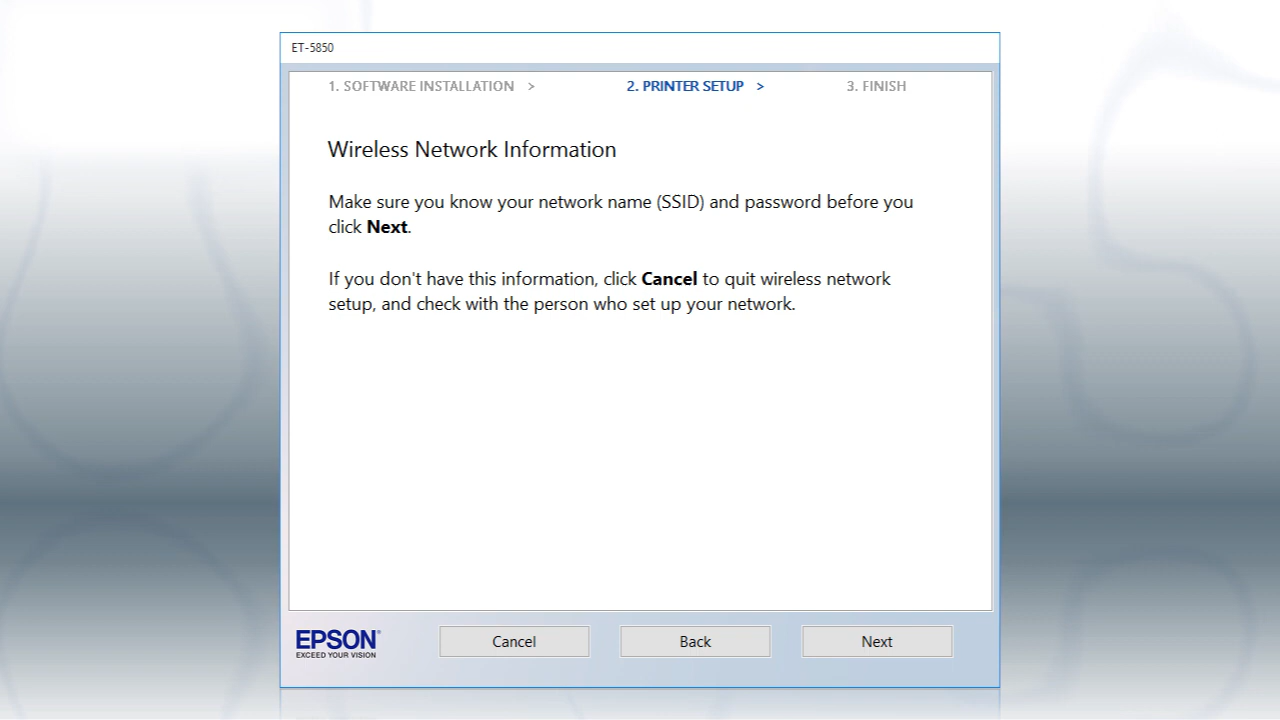 ET-5850
1. SOFTWARE INSTALLATION >
2. PRINTER SETUP >
3. FINISH
Wireless Network Information
Make sure you know your network name (SSID) and password before you
click Next.
If you don't have this information, click Cancel to quit wireless network
setup, and check with the person who set up your network.
EPSON®
EXCEED YOUR VISION
Cancel
Back
Next